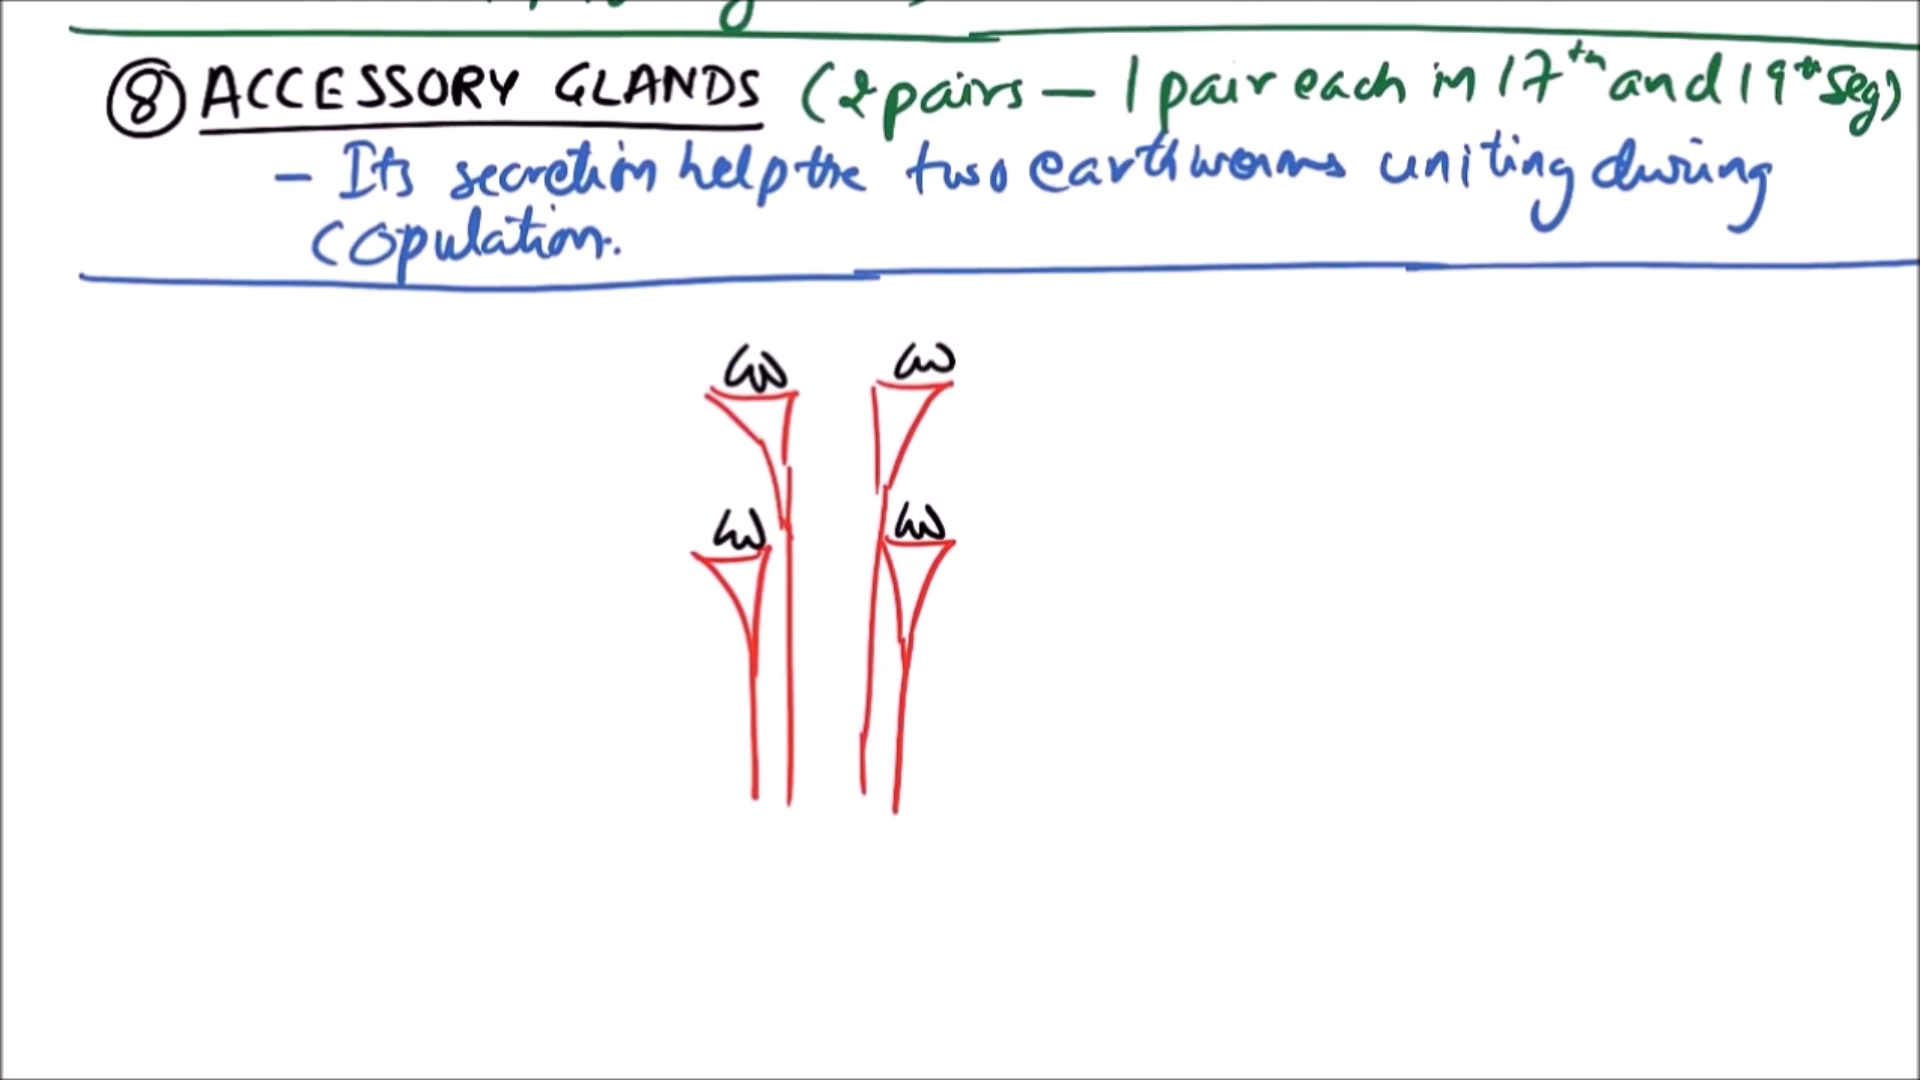 8 ACCESSORY GLANDS (2 pairs — 1 pair each in 17th and 19th Seg)
- Its secretion help the two earthworms uniting during
copulation.